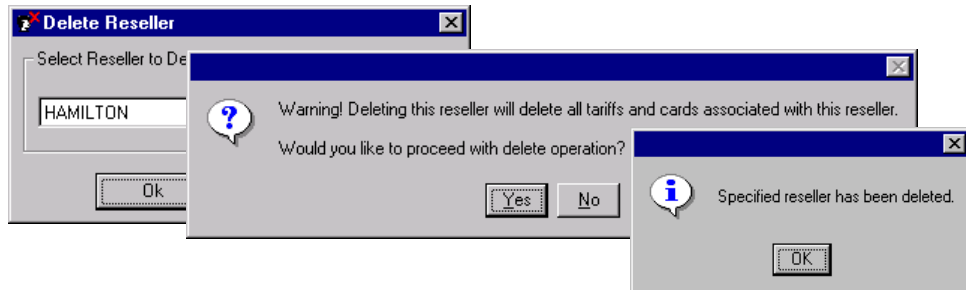 Delete Reseller
Select Reseller to De
HAMILTON
Ok
Warning! Deleting this reseller will delete all tariffs and cards associated with this reseller.
Would you like to proceed with delete operation?
Yes
No
Specified reseller has been deleted.
OK